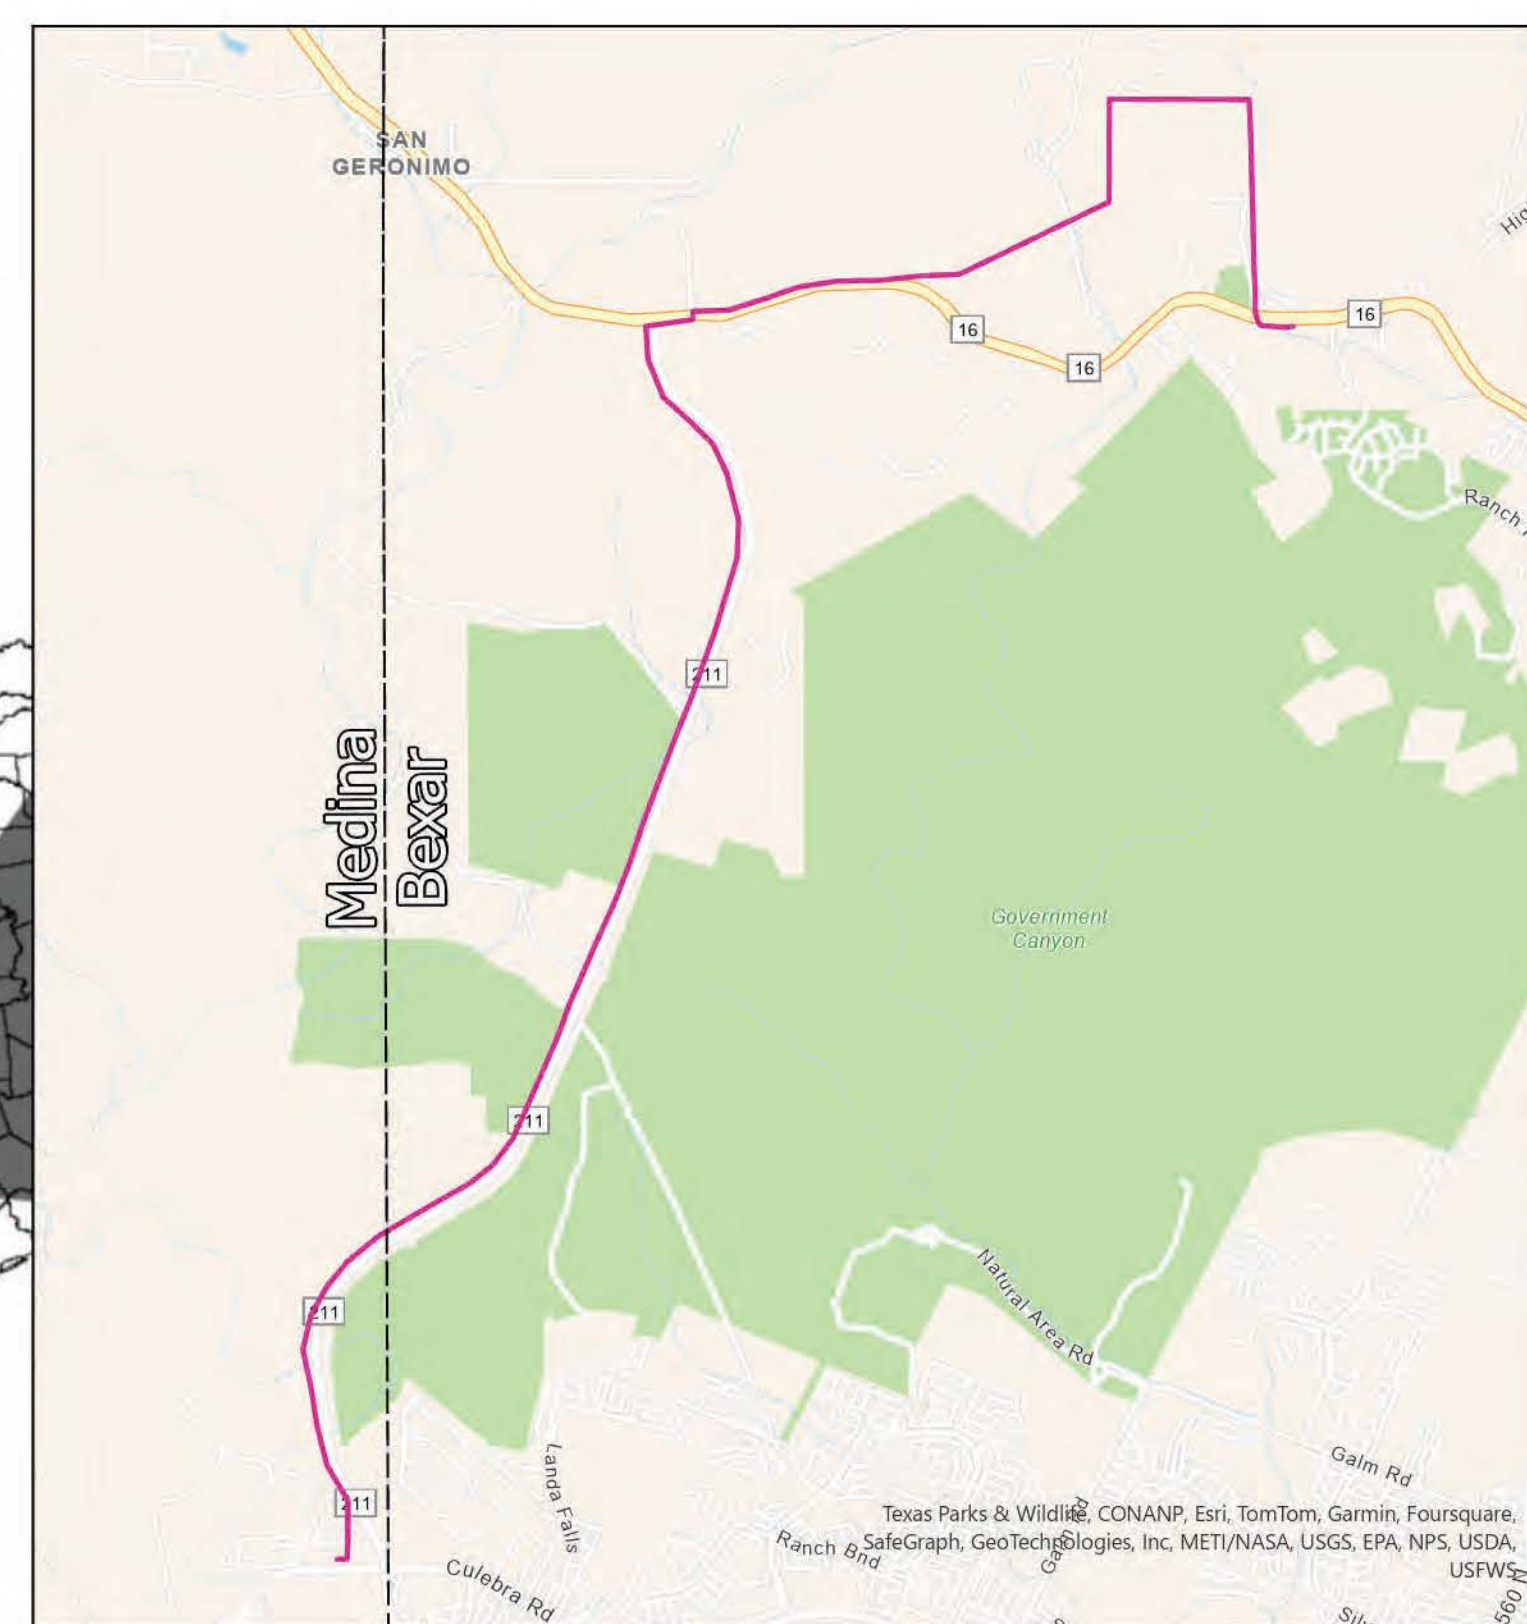 SAN
GERONIMO
16
16
16
211
Medina
Bexar
Government
Canyon
211
211
211
Natural Area Rd
Landa Falls
Culebra Rd
Ranch Bnd
Galm Rd
Texas Parks & Wildlife, CONANP, Esri, TomTom, Garmin, Foursquare,
SafeGraph, GeoTechnologies, Inc, METI/NASA, USGS, EPA, NPS, USDA,
USFWS
Ranch